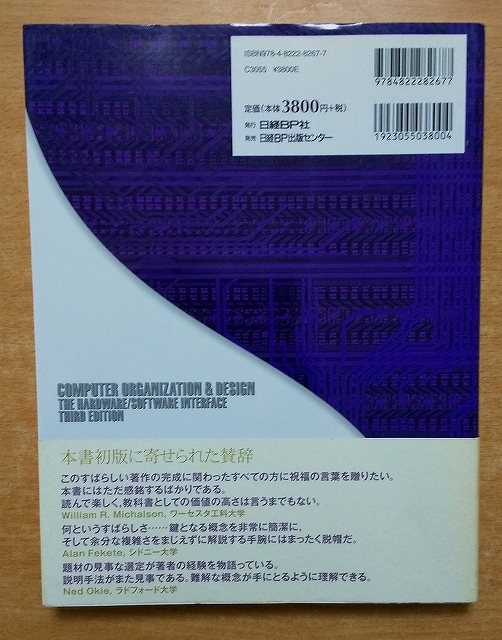 ISBN978-4-8222-8267-7
C3055 ¥3800E
定価(本体3800円+税)
発行 日経BP社
発売 日経BP出版センター
9784822282677
1923055038004
COMPUTER ORGANIZATION & DESIGN
THE HARDWARE/SOFTWARE INTERFACE
THIRD EDITION
本書初版に寄せられた賛辞
このすばらしい著作の完成に関わったすべての方に祝福の言葉を贈りたい。
本書にはただ感銘するばかりである。
読んで楽しく,教科書としての価値の高さは言うまでもない。
William R. Michalson, ワーセスタ工科大学
何というすばらしさ……鍵となる概念を非常に簡潔に,
そして余分な複雑さをまじえずに解説する手腕にはまったく脱帽だ。
Alan Fekete, シドニー大学
題材の見事な選定が著者の経験を物語っている。
説明手法がまた見事である。難解な概念が手にとるように理解できる。
Ned Okie, ラドフォード大学